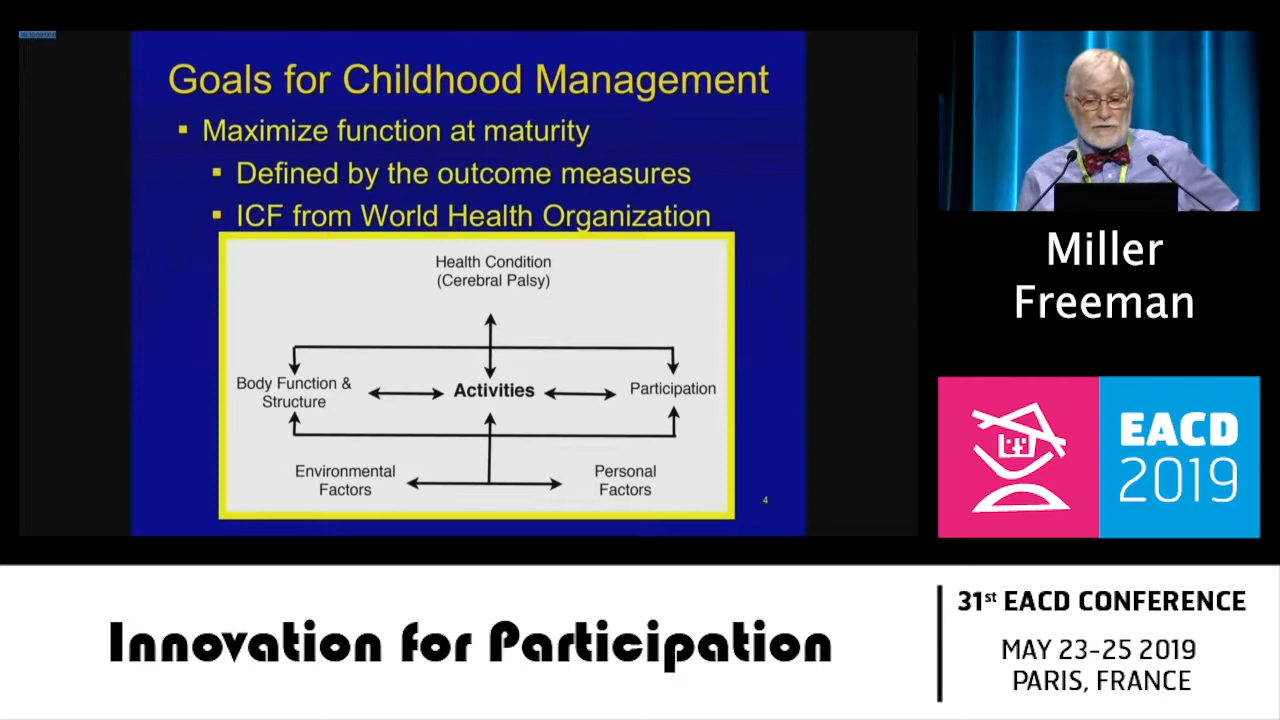 Goals for Childhood Management
Maximize function at maturity
Defined by the outcome measures
ICF from World Health Organization
Health Condition
(Cerebral Palsy)
Body Function &
Structure
Activities
Participation
Environmental
Factors
Personal
Factors
4
Miller
Freeman
EACD
2019
Innovation for Participation
31st EACD CONFERENCE
MAY 23-25 2019
PARIS, FRANCE